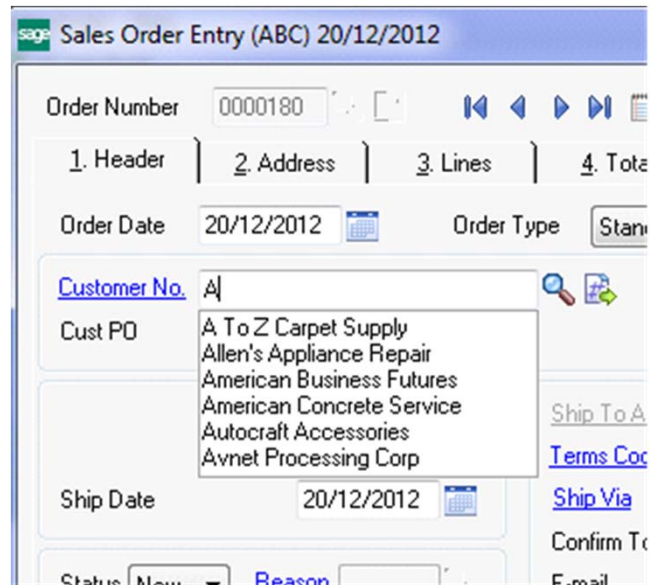 sage Sales Order Entry (ABC) 20/12/2012
Order Number 0000180
1. Header 2. Address 3. Lines 4. Tota
Order Date 20/12/2012 Order Type Stan
Customer No. A
Cust PO
A To Z Carpet Supply
Allen's Appliance Repair
American Business Futures
American Concrete Service
Autocraft Accessories
Avnet Processing Corp
Ship To A
Terms Cod
Ship Date 20/12/2012 Ship Via
Confirm To
Status New Reason E-mail